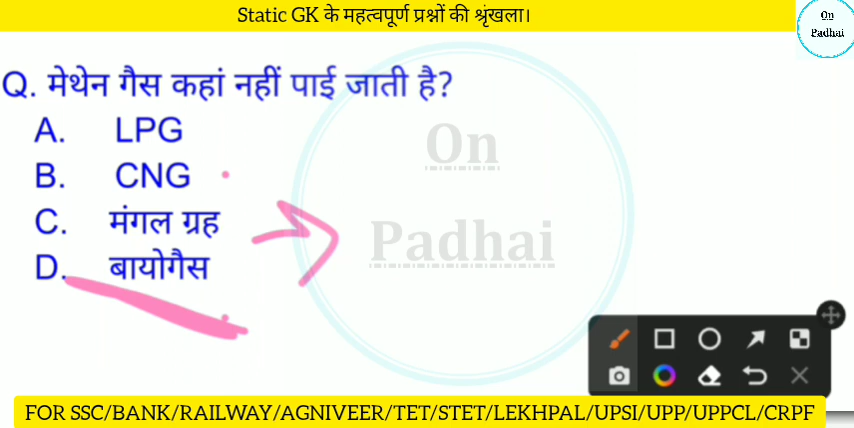 Static GK के महत्वपूर्ण प्रश्नों की श्रृंखला।
On
Padhai
Q. मेथेन गैस कहां नहीं पाई जाती है?
A. LPG
B. CNG
C. मंगल ग्रह
D. बायोगैस
On
Padhai
FOR SSC/BANK/RAILWAY/AGNIVEER/TET/STET/LEKHPAL/UPSI/UPP/UPPCL/CRPF